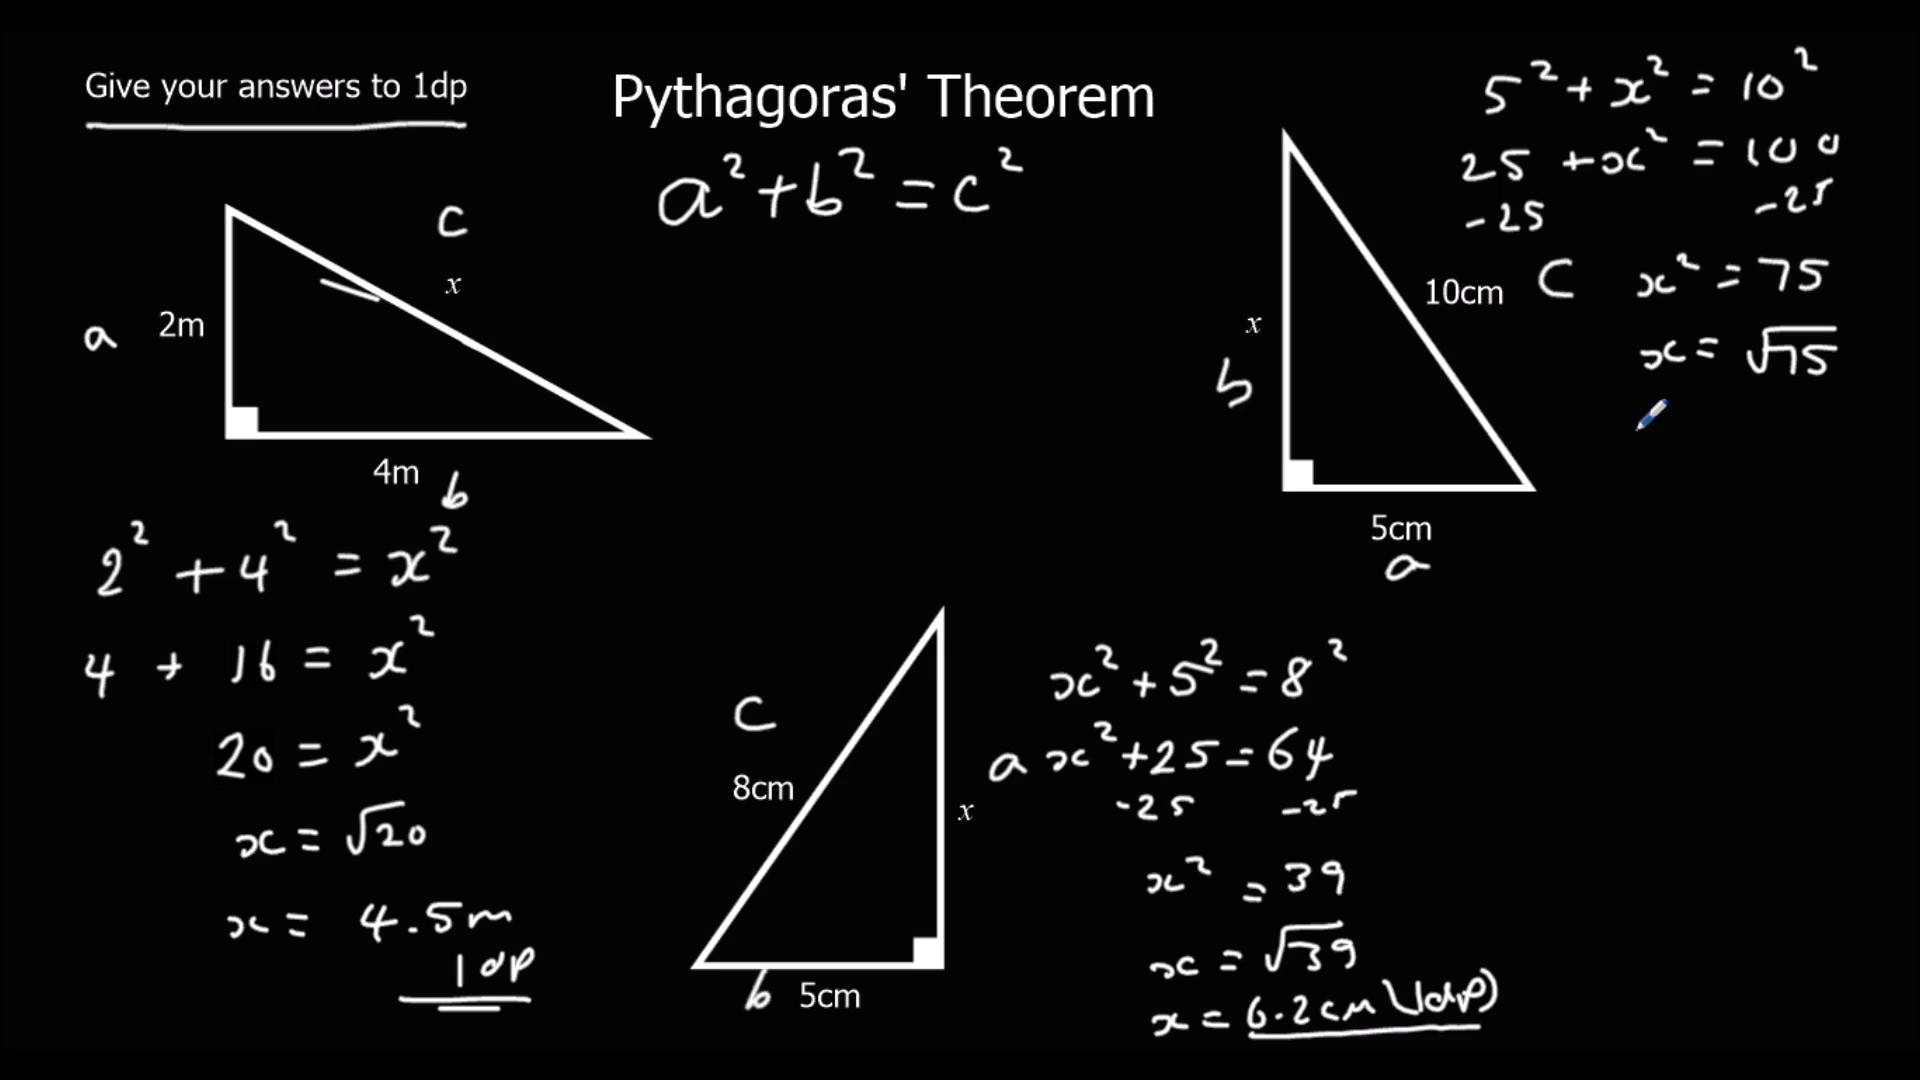 Give your answers to 1dp
Pythagoras' Theorem
a² + b² = c²
c
x
a
2m
4m
b
2² + 4² = x²
4 + 16 = x²
20 = x²
x = √20
x = 4.5m
1dp
5² + x² = 10²
25 + x² = 100
-25 -25
10cm
C
x² = 75
x = √75
x
b
5cm
a
c
8cm
x
a
b
5cm
x² + 5² = 8²
x² + 25 = 64
-25 -25
x² = 39
x = √39
x = 6.2cm (1dp)